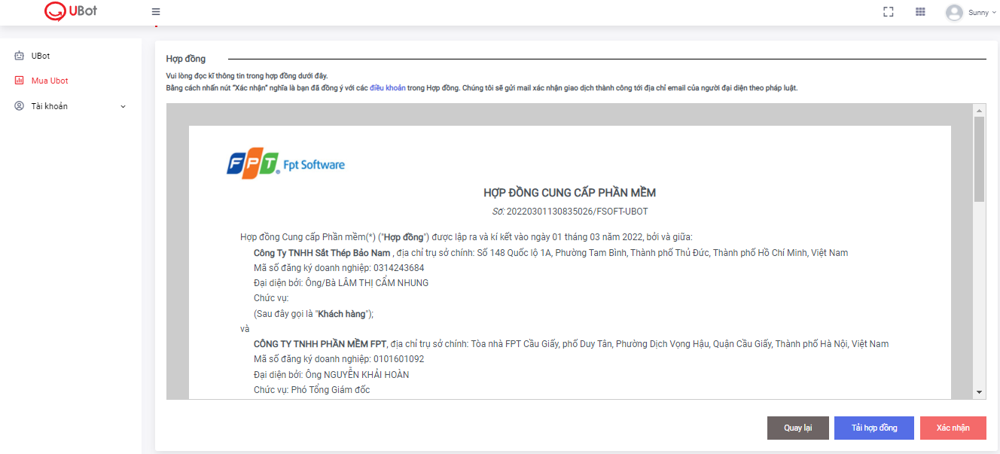 UBot
Sunny
UBot
Mua Ubot
Tài khoản
Hợp đồng
Vui lòng đọc kĩ thông tin trong hợp đồng dưới đây.
Bằng cách nhấn nút “Xác nhận” nghĩa là bạn đã đồng ý với các điều khoản trong Hợp đồng. Chúng tôi sẽ gửi mail xác nhận giao dịch thành công tới địa chỉ email của người đại diện theo pháp luật.
FPT Fpt Software
HỢP ĐỒNG CUNG CẤP PHẦN MỀM
Số: 20220301130835026/FSOFT-UBOT
Hợp đồng Cung cấp Phần mềm(*) ("Hợp đồng") được lập ra và kí kết vào ngày 01 tháng 03 năm 2022, bởi và giữa:
Công Ty TNHH Sắt Thép Bảo Nam , địa chỉ trụ sở chính: Số 148 Quốc lộ 1A, Phường Tam Bình, Thành phố Thủ Đức, Thành phố Hồ Chí Minh, Việt Nam
Mã số đăng ký doanh nghiệp: 0314243684
Đại diện bởi: Ông/Bà LÂM THỊ CẨM NHUNG
Chức vụ:
(Sau đây gọi là "Khách hàng");
và
CÔNG TY TNHH PHẦN MỀM FPT, địa chỉ trụ sở chính: Tòa nhà FPT Cầu Giấy, phố Duy Tân, Phường Dịch Vọng Hậu, Quận Cầu Giấy, Thành phố Hà Nội, Việt Nam
Mã số đăng ký doanh nghiệp: 0101601092
Đại diện bởi: Ông NGUYỄN KHẢI HOÀN
Chức vụ: Phó Tổng Giám đốc
Quay lại
Tải hợp đồng
Xác nhận